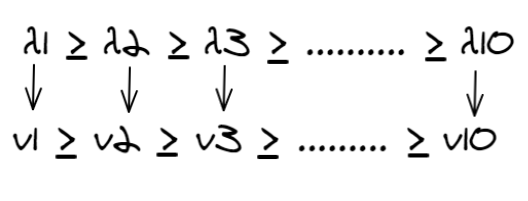 λ1 ≥ λ2 ≥ λ3 ≥ .......... ≥ λ10
v1 ≥ v2 ≥ v3 ≥ ......... ≥ v10